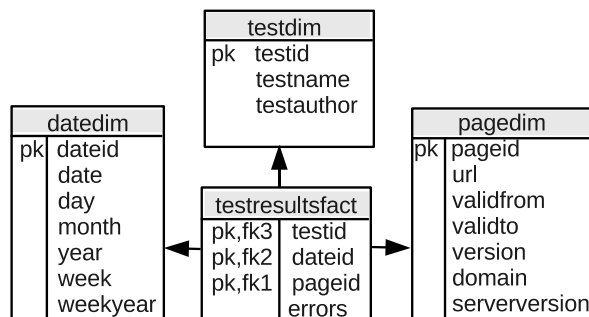 testdim
pk testid
testname
testauthor
datedim
pk dateid
date
day
month
year
week
weekyear
testresultsfact
pk,fk3 testid
pk,fk2 dateid
pk,fk1 pageid
errors
pagedim
pk pageid
url
validfrom
validto
version
domain
serverversion